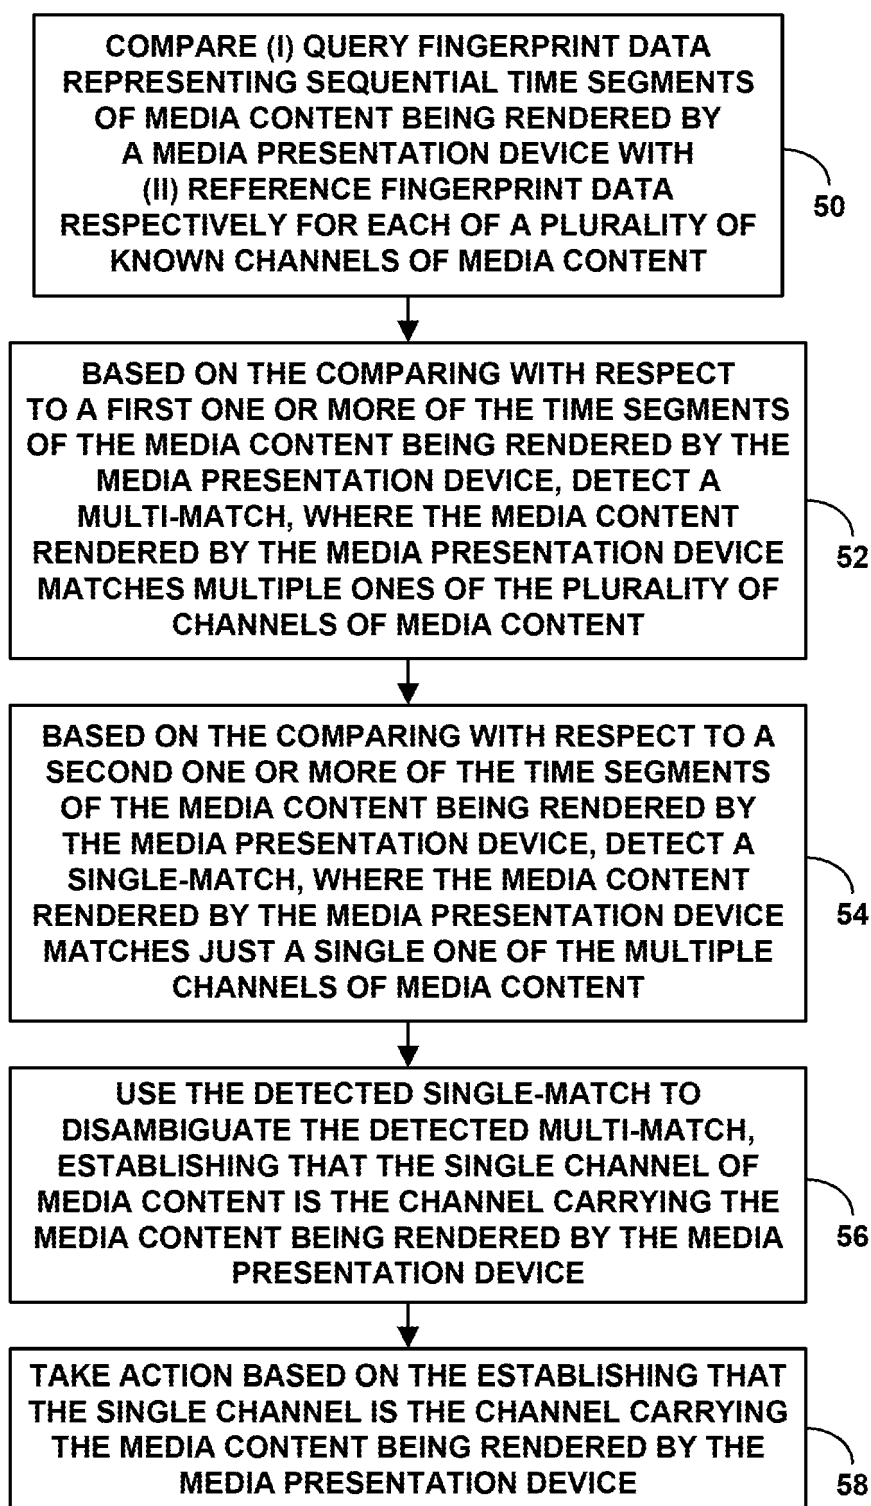 COMPARE (I) QUERY FINGERPRINT DATA
REPRESENTING SEQUENTIAL TIME SEGMENTS
OF MEDIA CONTENT BEING RENDERED BY
A MEDIA PRESENTATION DEVICE WITH
(II) REFERENCE FINGERPRINT DATA
RESPECTIVELY FOR EACH OF A PLURALITY OF
KNOWN CHANNELS OF MEDIA CONTENT
50
BASED ON THE COMPARING WITH RESPECT
TO A FIRST ONE OR MORE OF THE TIME SEGMENTS
OF THE MEDIA CONTENT BEING RENDERED BY THE
MEDIA PRESENTATION DEVICE, DETECT A
MULTI-MATCH, WHERE THE MEDIA CONTENT
RENDERED BY THE MEDIA PRESENTATION DEVICE
MATCHES MULTIPLE ONES OF THE PLURALITY OF
CHANNELS OF MEDIA CONTENT
52
BASED ON THE COMPARING WITH RESPECT TO A
SECOND ONE OR MORE OF THE TIME SEGMENTS
OF THE MEDIA CONTENT BEING RENDERED BY
THE MEDIA PRESENTATION DEVICE, DETECT A
SINGLE-MATCH, WHERE THE MEDIA CONTENT
RENDERED BY THE MEDIA PRESENTATION DEVICE
MATCHES JUST A SINGLE ONE OF THE MULTIPLE
CHANNELS OF MEDIA CONTENT
54
USE THE DETECTED SINGLE-MATCH TO
DISAMBIGUATE THE DETECTED MULTI-MATCH,
ESTABLISHING THAT THE SINGLE CHANNEL OF
MEDIA CONTENT IS THE CHANNEL CARRYING THE
MEDIA CONTENT BEING RENDERED BY THE MEDIA
PRESENTATION DEVICE
56
TAKE ACTION BASED ON THE ESTABLISHING THAT
THE SINGLE CHANNEL IS THE CHANNEL CARRYING
THE MEDIA CONTENT BEING RENDERED BY THE
MEDIA PRESENTATION DEVICE
58